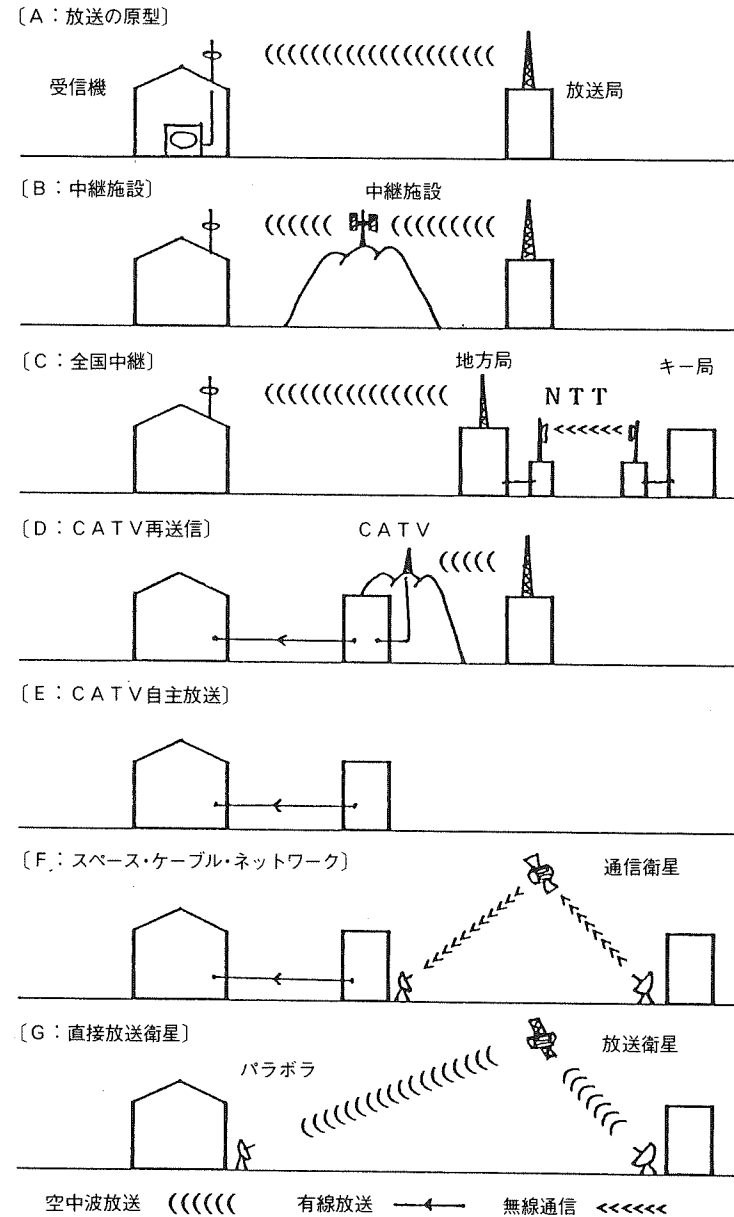 〔A：放送の原型〕
受信機
放送局
〔B：中継施設〕
中継施設
〔C：全国中継〕
地方局
キー局
NTT
〔D：CATV再送信〕
CATV
〔E：CATV自主放送〕
〔F：スペース・ケーブル・ネットワーク〕
通信衛星
〔G：直接放送衛星〕
放送衛星
パラボラ
空中波放送 有線放送 無線通信